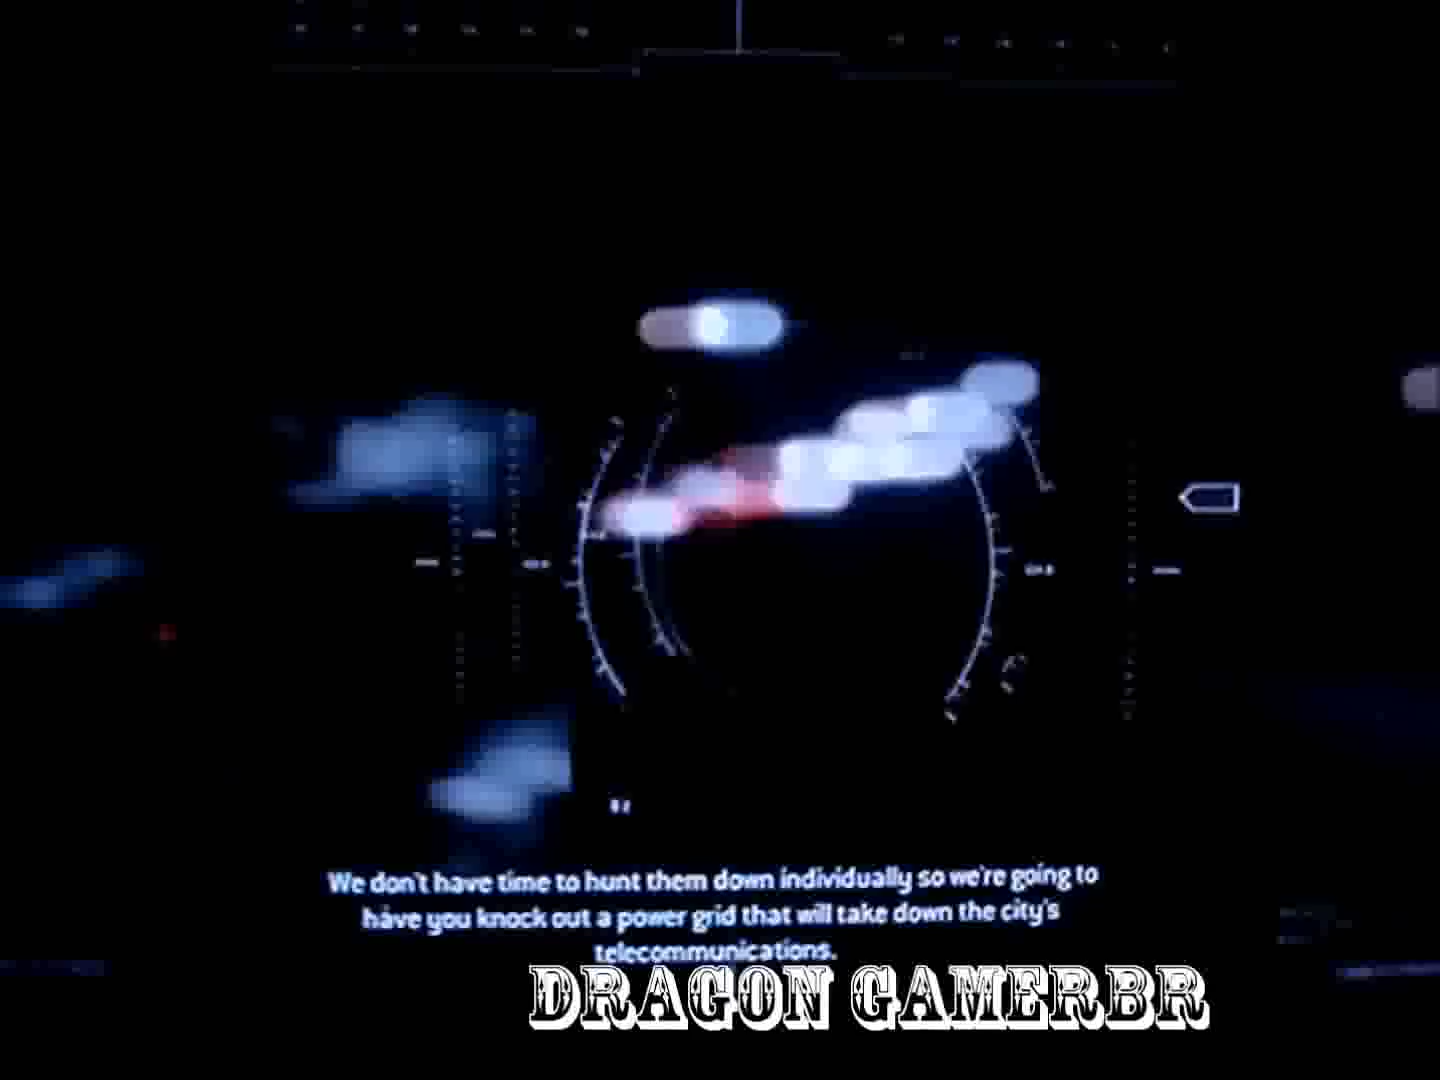 We don't have time to hunt them down individually so we're going to
have you knock out a power grid that will take down the city's
telecommunications.
DRAGON GAMERBR